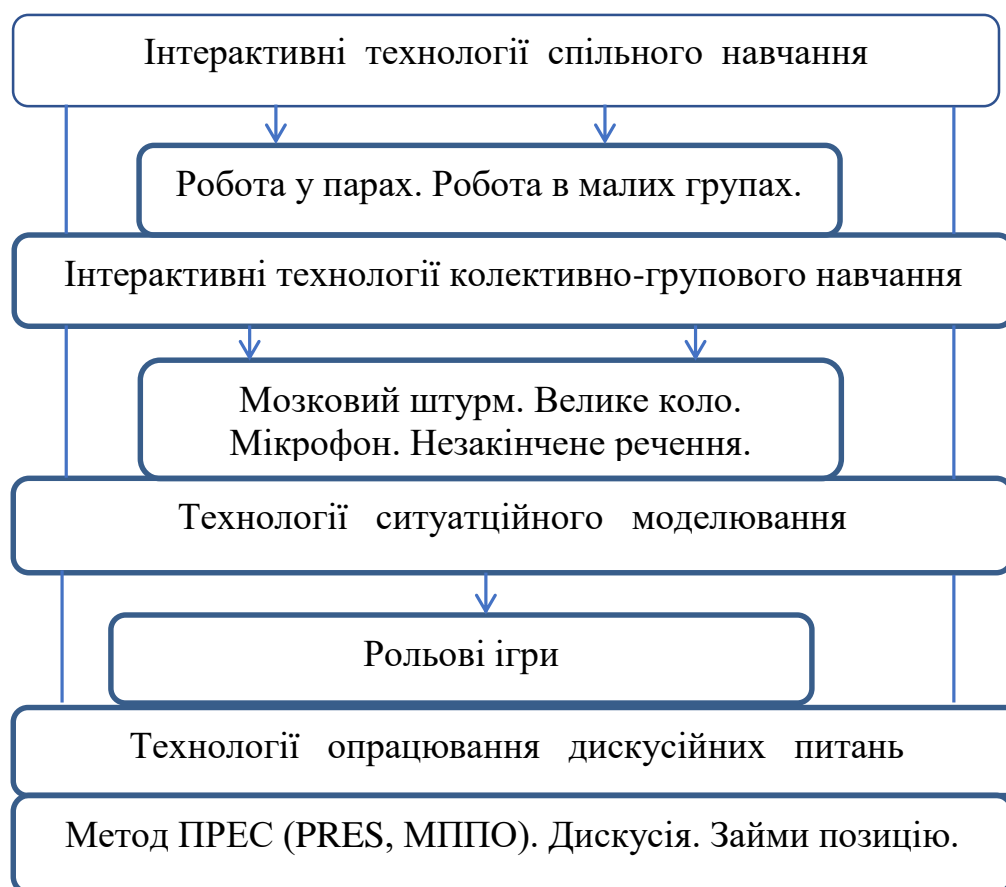 Інтерактивні технології спільного навчання
Робота у парах. Робота в малих групах.
Інтерактивні технології колективно-групового навчання
Мозковий штурм. Велике коло.
Мікрофон. Незакінчене речення.
Технології ситуатційного моделювання
Рольові ігри
Технології опрацювання дискусійних питань
Метод ПРЕС (PRES, МППО). Дискусія. Займи позицію.